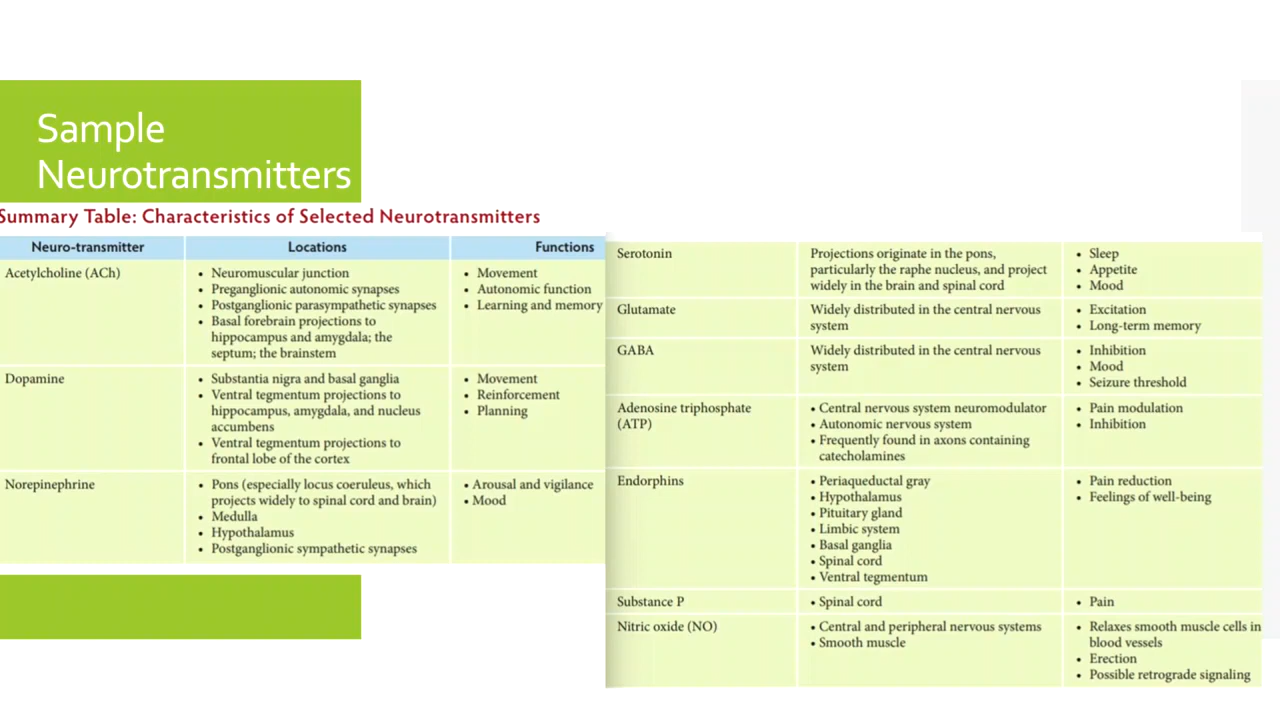 Sample
Neurotransmitters
Summary Table: Characteristics of Selected Neurotransmitters
Neuro-transmitter
Locations
Functions
Acetylcholine (ACh)
• Neuromuscular junction
• Preganglionic autonomic synapses
• Postganglionic parasympathetic synapses
• Basal forebrain projections to
hippocampus and amygdala; the
septum; the brainstem
• Movement
• Autonomic function
• Learning and memory
Dopamine
• Substantia nigra and basal ganglia
• Ventral tegmentum projections to
hippocampus, amygdala, and nucleus
accumbens
• Ventral tegmentum projections to
frontal lobe of the cortex
• Movement
• Reinforcement
• Planning
Norepinephrine
• Pons (especially locus coeruleus, which
projects widely to spinal cord and brain)
• Medulla
• Hypothalamus
• Postganglionic sympathetic synapses
• Arousal and vigilance
• Mood
Serotonin
Projections originate in the pons,
particularly the raphe nucleus, and project
widely in the brain and spinal cord
• Sleep
• Appetite
• Mood
Glutamate
Widely distributed in the central nervous
system
• Excitation
• Long-term memory
GABA
Widely distributed in the central nervous
system
• Inhibition
• Mood
• Seizure threshold
Adenosine triphosphate
(ATP)
• Central nervous system neuromodulator
• Autonomic nervous system
• Frequently found in axons containing
catecholamines
• Pain modulation
• Inhibition
Endorphins
• Periaqueductal gray
• Hypothalamus
• Pituitary gland
• Limbic system
• Basal ganglia
• Spinal cord
• Ventral tegmentum
• Pain reduction
• Feelings of well-being
Substance P
• Spinal cord
• Pain
Nitric oxide (NO)
• Central and peripheral nervous systems
• Smooth muscle
• Relaxes smooth muscle cells in
blood vessels
• Erection
• Possible retrograde signaling